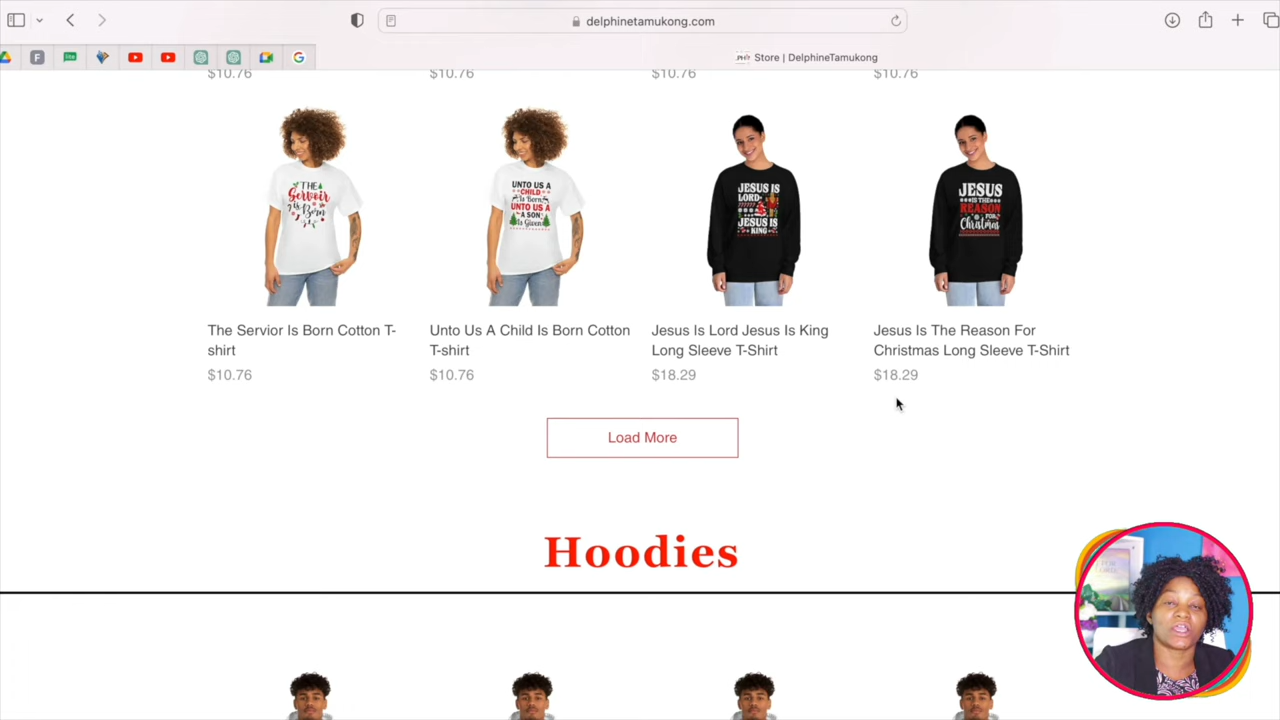 delphinetamukong.com
Store | DelphineTamukong
$10.76
$10.76
$10.76
$10.76
THE
Servior
Is Born
UNTO US A
CHILD
Is Born
UNTO US A
A SON
Is Given
JESUS IS
LORD
JESUS IS
KING
JESUS
IS THE
REASON
FOR
Christmas
The Servior Is Born Cotton T-
shirt
$10.76
Unto Us A Child Is Born Cotton
T-shirt
$10.76
Jesus Is Lord Jesus Is King
Long Sleeve T-Shirt
$18.29
Jesus Is The Reason For
Christmas Long Sleeve T-Shirt
$18.29
Load More
Hoodies